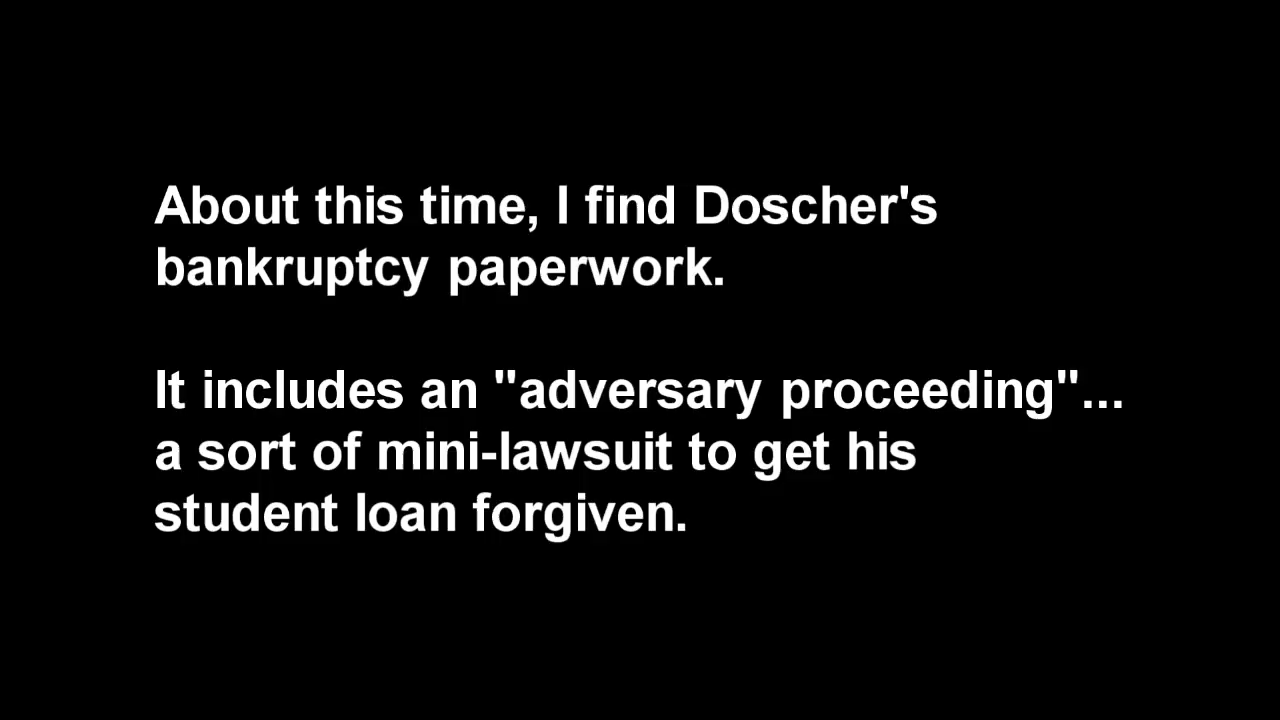 About this time, I find Doscher's
bankruptcy paperwork.
It includes an "adversary proceeding"...
a sort of mini-lawsuit to get his
student loan forgiven.